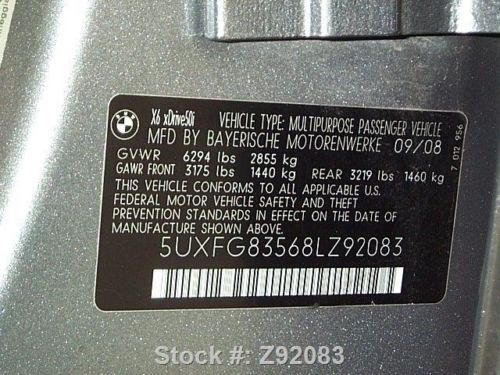 X6 xDrive50i VEHICLE TYPE: MULTIPURPOSE PASSENGER VEHICLE
MFD BY BAYERISCHE MOTORENWERKE 09/08
GVWR 6294 lbs 2855 kg
GAWR FRONT 3175 lbs 1440 kg REAR 3219 lbs 1460 kg
THIS VEHICLE CONFORMS TO ALL APPLICABLE U.S.
FEDERAL MOTOR VEHICLE SAFETY AND THEFT
PREVENTION STANDARDS IN EFFECT ON THE DATE OF
MANUFACTURE SHOWN ABOVE.
5UXFG83568LZ92083
7 012 956
Stock #: Z92083